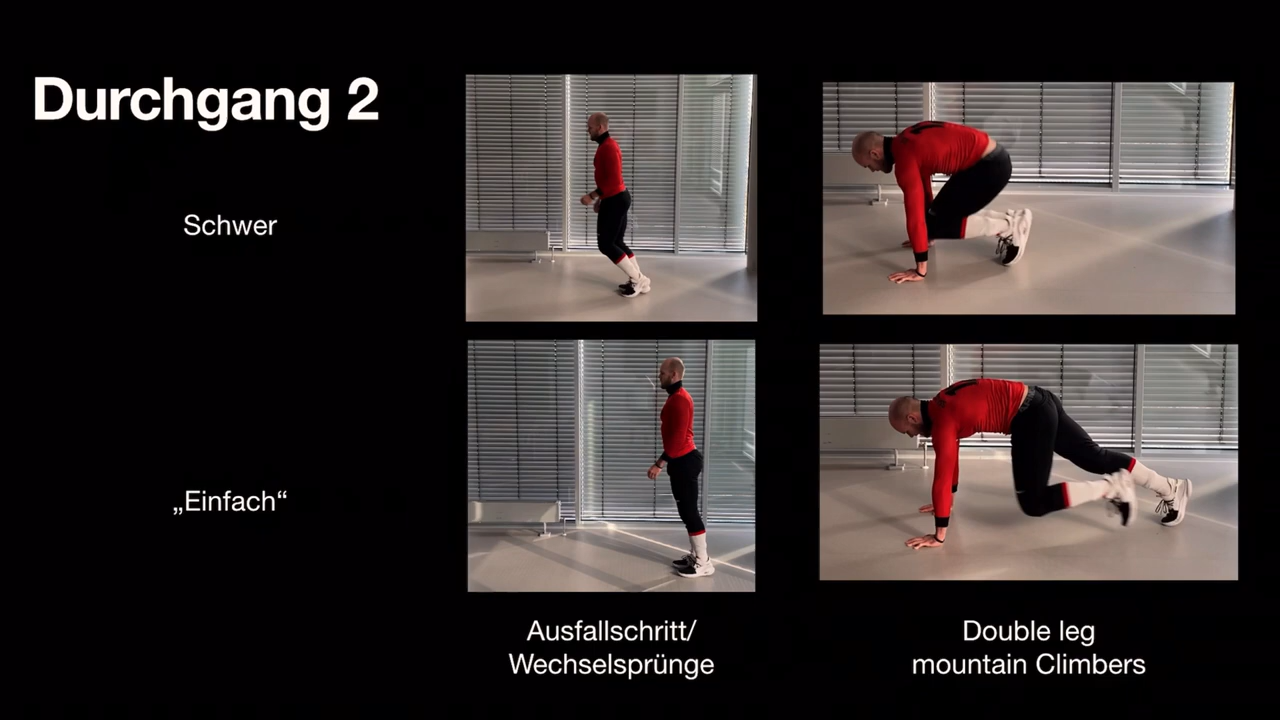 Durchgang 2
Schwer
„Einfach“
Ausfallschritt/
Wechselsprünge
Double leg
mountain Climbers